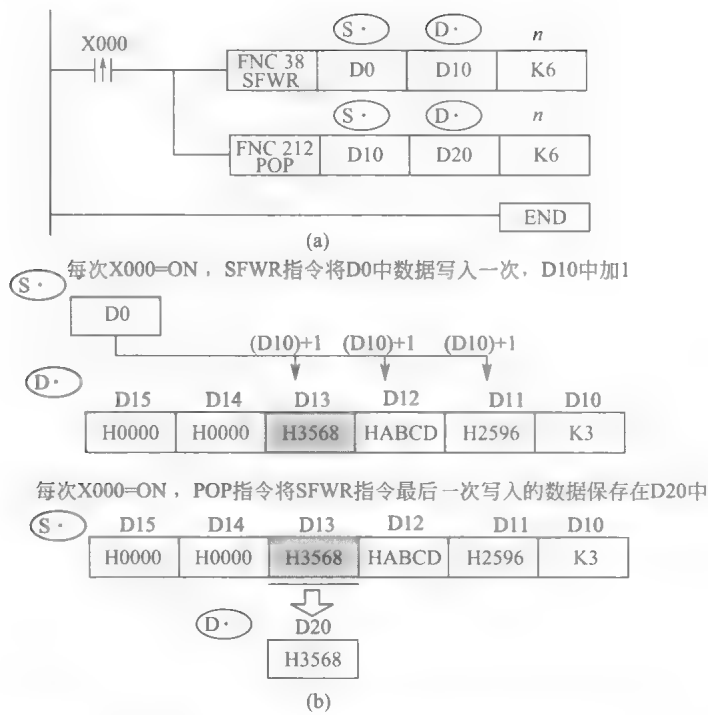 X000
S· D· n
FNC 38 SFWR D0 D10 K6
S· D· n
FNC 212 POP D10 D20 K6
END
(a)
每次X000=ON，SFWR指令将D0中数据写入一次，D10中加1
S·
D0
(D10)+1 (D10)+1 (D10)+1
D·
D15 D14 D13 D12 D11 D10
H0000 H0000 H3568 HABCD H2596 K3
每次X000=ON，POP指令将SFWR指令最后一次写入的数据保存在D20中
S· D15 D14 D13 D12 D11 D10
H0000 H0000 H3568 HABCD H2596 K3
D· D20
H3568
(b)